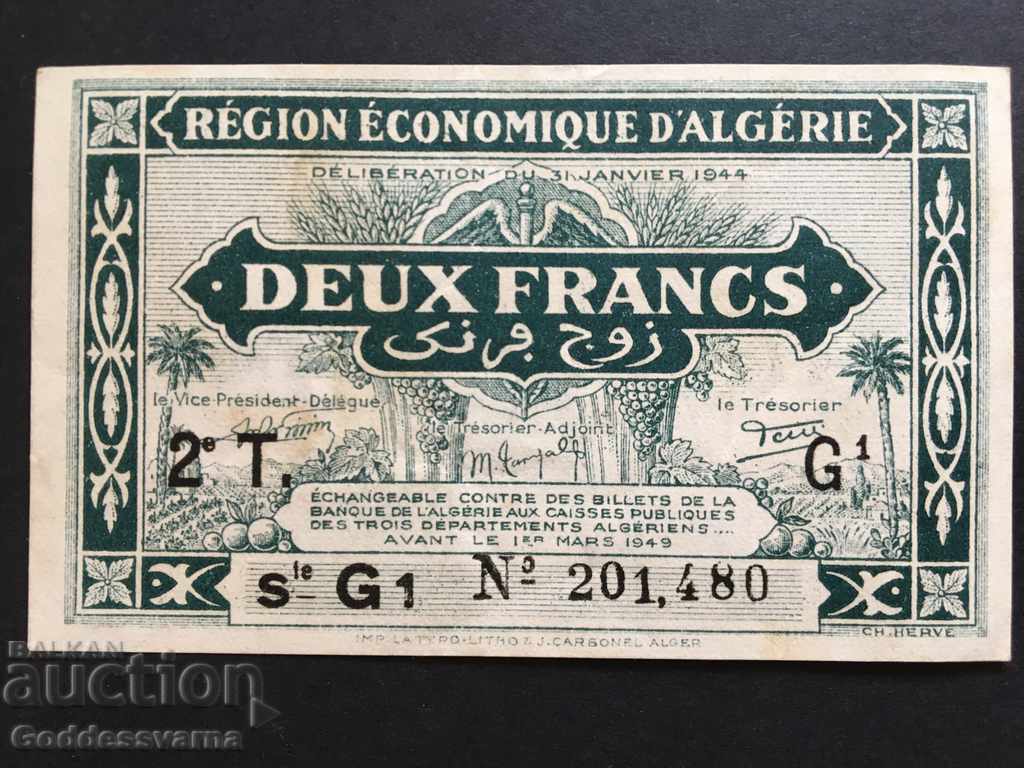 RÉGION ÉCONOMIQUE D'ALGÉRIE
DÉLIBÉRATION DU 31 JANVIER 1944
DEUX FRANCS
زوج فرنك
le Vice-Président-Délégué
le Trésorier-Adjoint
le Trésorier
2e T.
G1
ÉCHANGEABLE CONTRE DES BILLETS DE LA
BANQUE DE L'ALGÉRIE AUX CAISSES PUBLIQUES
DES TROIS DÉPARTEMENTS ALGÉRIENS....
AVANT LE 1ER MARS 1949
Sie G1 No 201,480
CH. HERVÉ
IMP. LA TYPO-LITHO & J. CARBONEL ALGER
BALKAN
auction
Goddessvarna